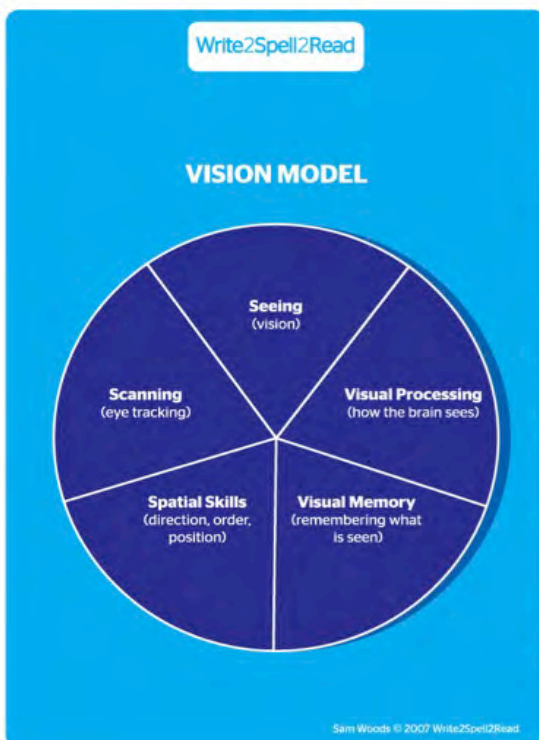 Write2Spell2Read
VISION MODEL
Seeing
(vision)
Visual Processing
(how the brain sees)
Visual Memory
(remembering what
is seen)
Spatial Skills
(direction, order,
position)
Scanning
(eye tracking)
Sam Woods © 2007 Write2Spell2Read